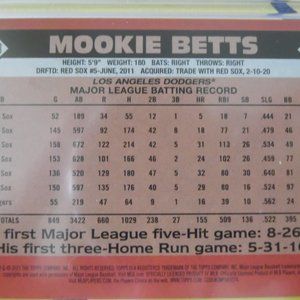 MOOKIE BETTS
HEIGHT: 5'9" WEIGHT: 180 BATS: RIGHT THROWS: RIGHT
DRFTD: RED SOX #5-JUNE, 2011 ACQUIRED: TRADE WITH RED SOX, 2-10-20
LOS ANGELES DODGERS
MAJOR LEAGUE BATTING RECORD
G AB R H 2B 3B HR RBI SB SLG BB
Sox 52 189 34 55 12 1 5 18 7 .444 21
Sox 145 597 92 174 42 8 18 77 21 .479 46
Sox 158 672 122 214 42 5 31 113 26 .534
Sox 153 628 101 166 46 2 24 102 26 .459 77
Sox 136 520 129 180 47 5 32 80 30
Sox 150 597 135 176 40 5 29 80 16 .524
gers 55 219 47 64 9 1 16 39 10 .562
849 3422 660 1029 238 27 155 509 136 .522 395
first Major League five-Hit game: 8-26
His first three-Home Run game: 5-31-1